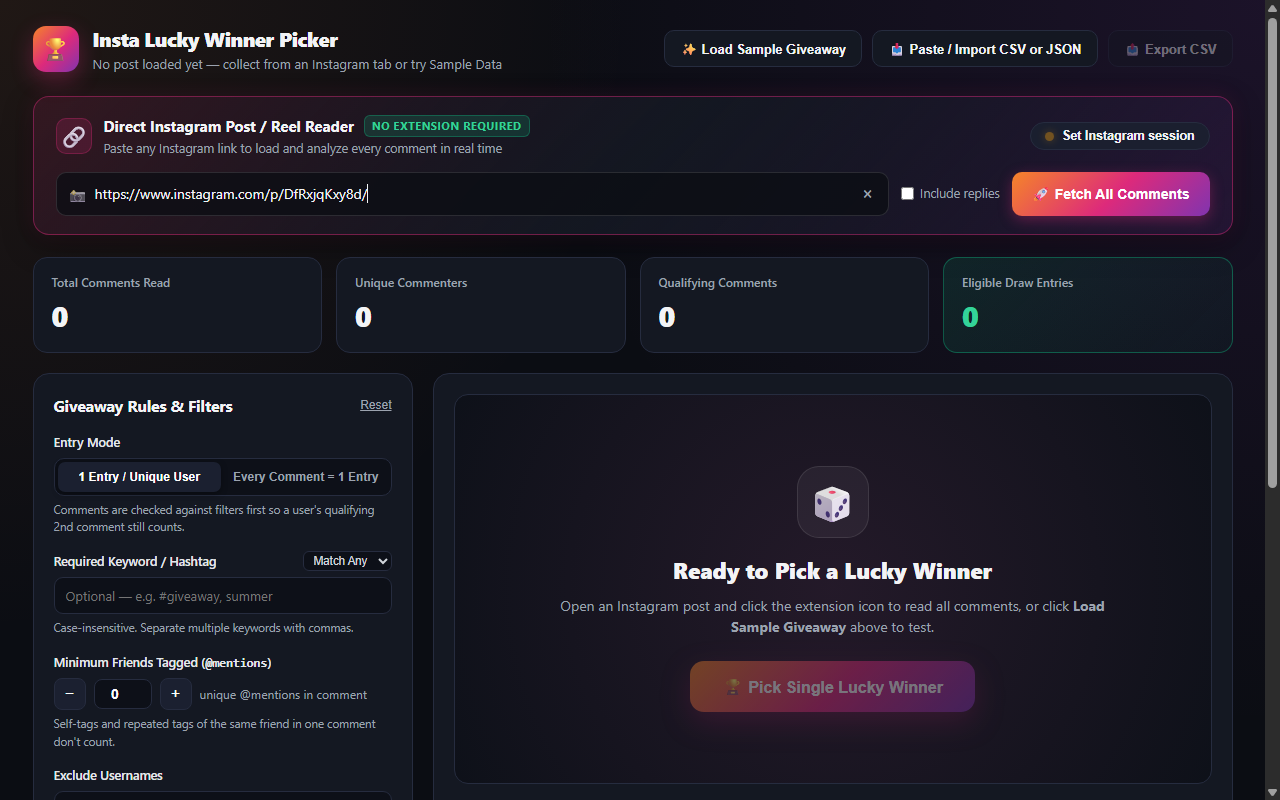 Insta Lucky Winner Picker
No post loaded yet — collect from an Instagram tab or try Sample Data
✨ Load Sample Giveaway
📥 Paste / Import CSV or JSON
📤 Export CSV
Direct Instagram Post / Reel Reader
NO EXTENSION REQUIRED
Paste any Instagram link to load and analyze every comment in real time
Set Instagram session
https://www.instagram.com/p/DfRxjqKxy8d/
×
Include replies
🚀 Fetch All Comments
Total Comments Read
0
Unique Commenters
0
Qualifying Comments
0
Eligible Draw Entries
0
Giveaway Rules & Filters
Reset
Entry Mode
1 Entry / Unique User
Every Comment = 1 Entry
Comments are checked against filters first so a user's qualifying
2nd comment still counts.
Required Keyword / Hashtag
Match Any
Optional — e.g. #giveaway, summer
Case-insensitive. Separate multiple keywords with commas.
Minimum Friends Tagged (@mentions)
−
0
+
unique @mentions in comment
Self-tags and repeated tags of the same friend in one comment
don't count.
Exclude Usernames
Ready to Pick a Lucky Winner
Open an Instagram post and click the extension icon to read all comments, or click Load
Sample Giveaway above to test.
🏆 Pick Single Lucky Winner